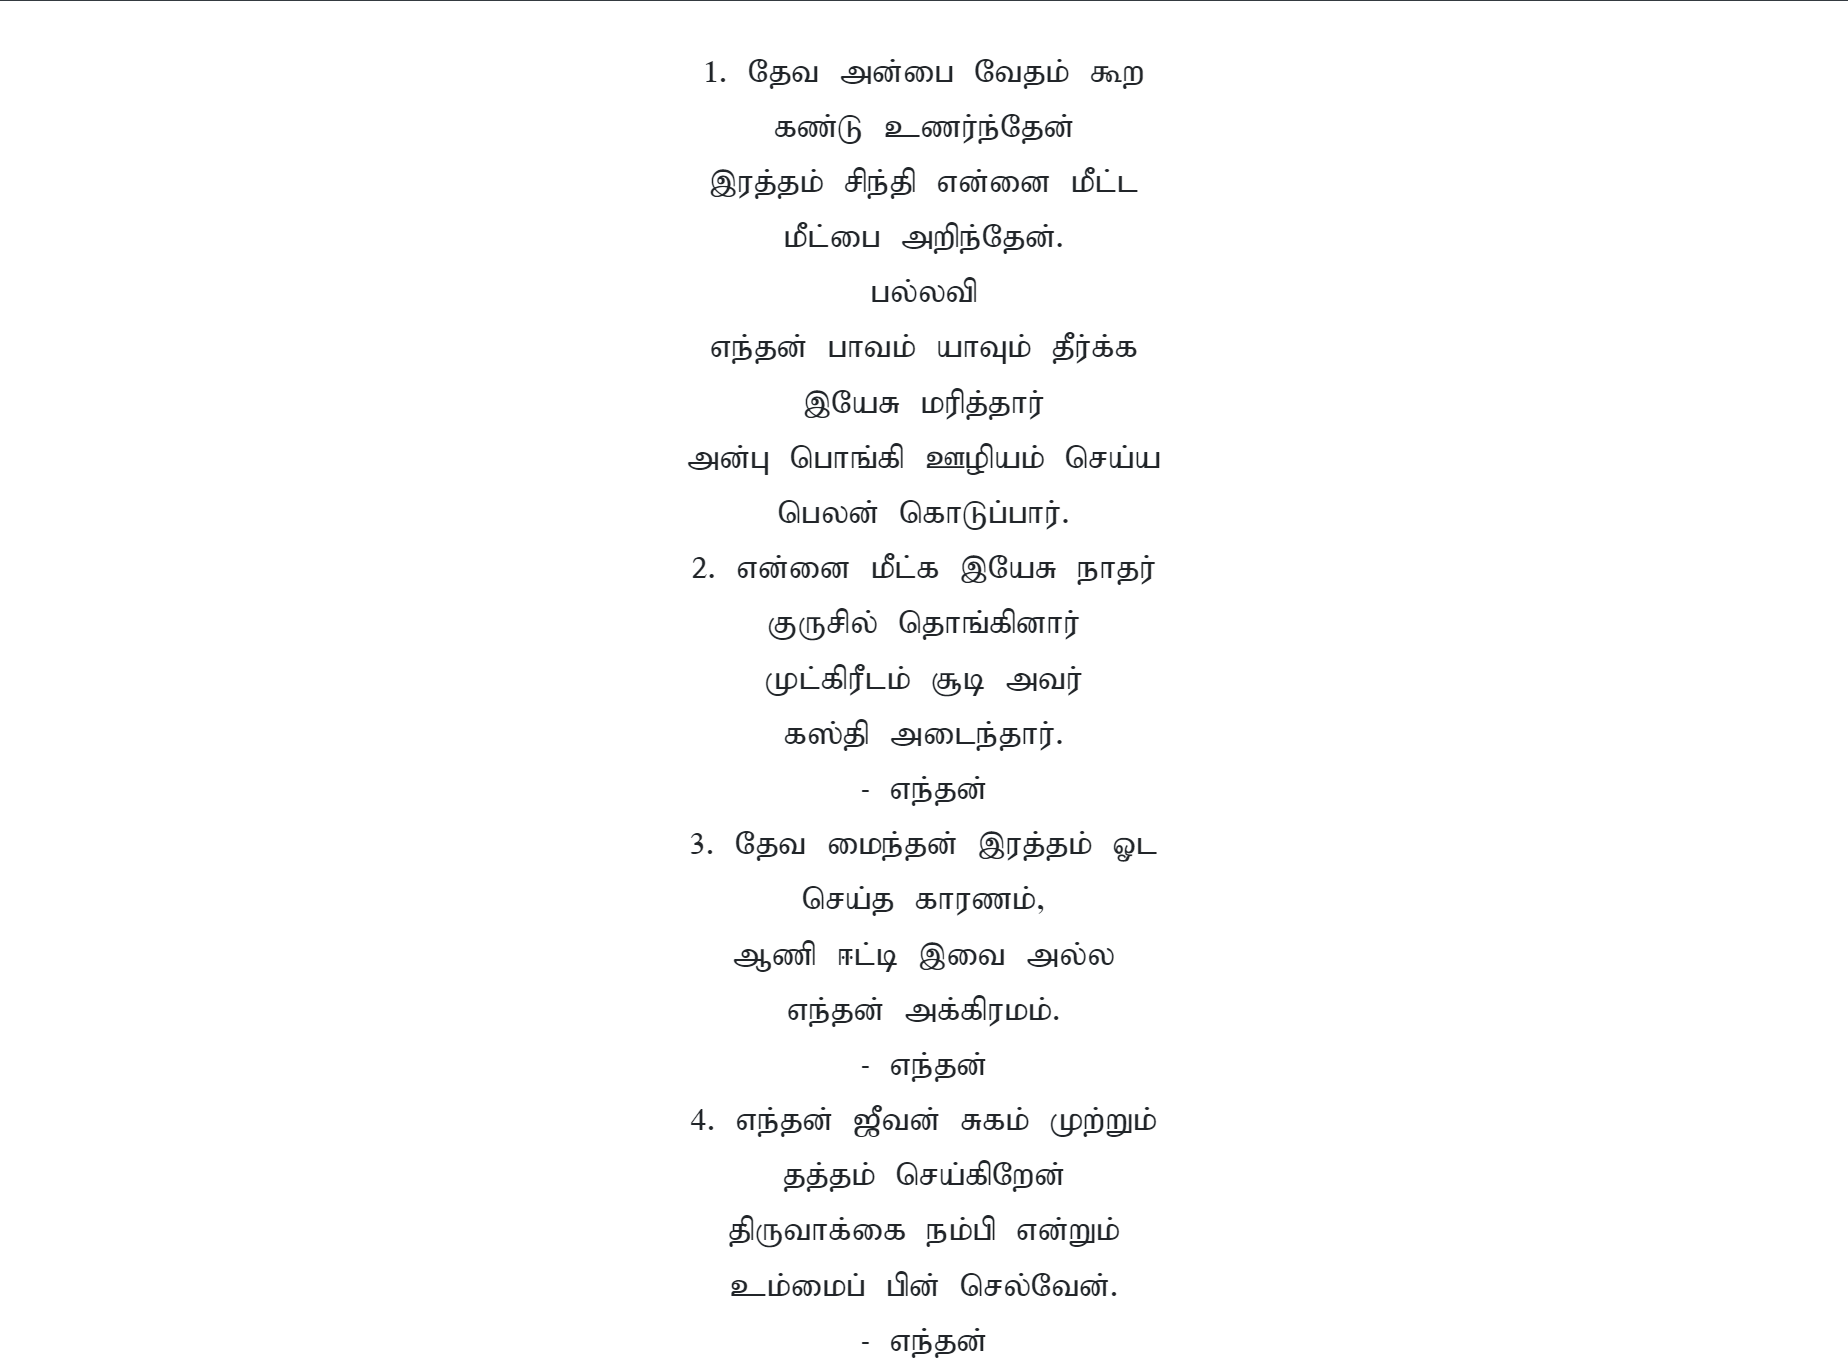 1. தேவ அன்பை வேதம் கூற
கண்டு உணர்ந்தேன்
இரத்தம் சிந்தி என்னை மீட்ட
மீட்பை அறிந்தேன்.
பல்லவி
எந்தன் பாவம் யாவும் தீர்க்க
இயேசு மரித்தார்
அன்பு பொங்கி ஊழியம் செய்ய
பெலன் கொடுப்பார்.
2. என்னை மீட்க இயேசு நாதர்
குருசில் தொங்கினார்
முட்கிரீடம் சூடி அவர்
கஸ்தி அடைந்தார்.
- எந்தன்
3. தேவ மைந்தன் இரத்தம் ஓட
செய்த காரணம்,
ஆணி ஈட்டி இவை அல்ல
எந்தன் அக்கிரமம்.
- எந்தன்
4. எந்தன் ஜீவன் சுகம் முற்றும்
தத்தம் செய்கிறேன்
திருவாக்கை நம்பி என்றும்
உம்மைப் பின் செல்வேன்.
- எந்தன்